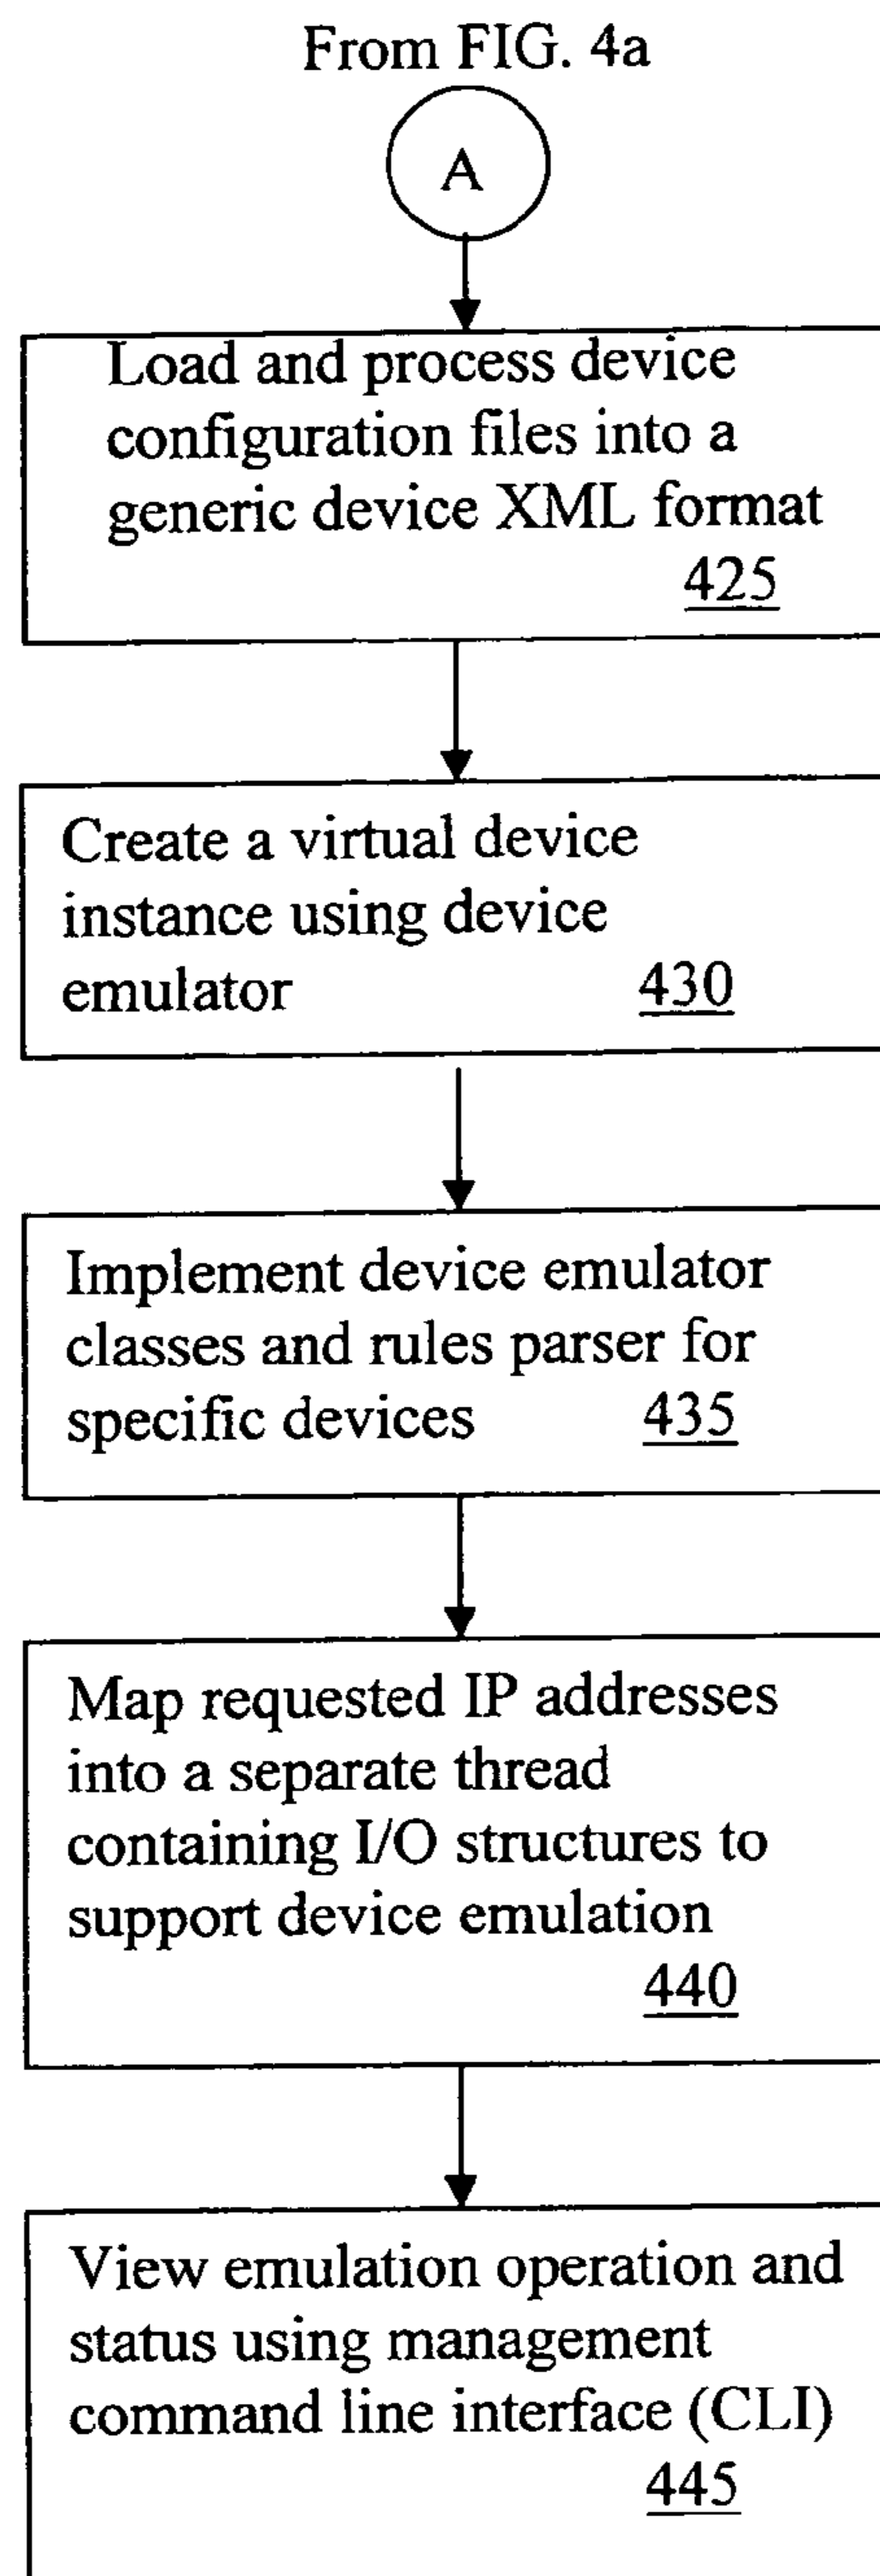 From FIG. 4a
A
Load and process device
configuration files into a
generic device XML format
425
Create a virtual device
instance using device
emulator 430
Implement device emulator
classes and rules parser for
specific devices 435
Map requested IP addresses
into a separate thread
containing I/O structures to
support device emulation
440
View emulation operation and
status using management
command line interface (CLI)
445